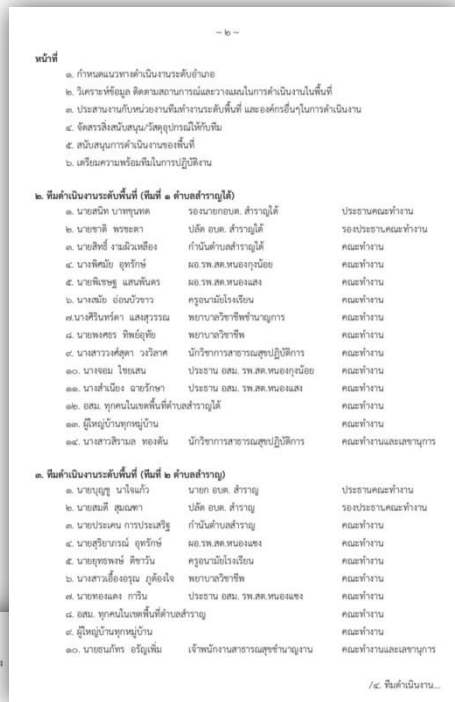 ~ ๒ ~
หน้าที่
๑. กำหนดแนวทางดำเนินงานระดับอำเภอ
๒. วิเคราะห์ข้อมูล ติดตามสถานการณ์และวางแผนในการดำเนินงานในพื้นที่
๓. ประสานงานกับหน่วยงานทีมทำงานระดับพื้นที่ และองค์กรอื่นๆในการดำเนินงาน
๔. จัดสรรสิ่งสนับสนุน/วัสดุอุปกรณ์ให้กับทีม
๕. สนับสนุนการดำเนินงานของพื้นที่
๖. เตรียมความพร้อมทีมในการปฏิบัติงาน
๒. ทีมดำเนินงานระดับพื้นที่ (ทีมที่ ๑ ตำบลสำราญใต้)
๑. นายสนิท บาทขุนทด รองนายกอบต. สำราญใต้ ประธานคณะทำงาน
๒. นายชาติ พรชะตา ปลัด อบต. สำราญใต้ รองประธานคณะทำงาน
๓. นายสิทธิ์ งามผิวเหลือง กำนันตำบลสำราญใต้ คณะทำงาน
๔. นางพิศมัย อุทรักษ์ ผอ.รพ.สต.หนองกุงน้อย คณะทำงาน
๕. นายพิเชษฐ แสนพันดร ผอ.รพ.สต.หนองแสง คณะทำงาน
๖. นางสมัย อ่อนบัวขาว ครูอนามัยโรงเรียน คณะทำงาน
๗.นางศิรินทร์ดา แสงสุวรรณ พยาบาลวิชาชีพชำนาญการ คณะทำงาน
๘. นายพงศธร ทิพย์อุทัย พยาบาลวิชาชีพ คณะทำงาน
๙. นางสาววงศ์สุดา วงวิลาศ นักวิชาการสาธารณสุขปฏิบัติการ คณะทำงาน
๑๐. นางจอม ไชยเสน ประธาน อสม. รพ.สต.หนองกุงน้อย คณะทำงาน
๑๑. นางสำเนียง ฉายรักษา ประธาน อสม. รพ.สต.หนองแสง คณะทำงาน
๑๒. อสม. ทุกคนในเขตพื้นที่ตำบลสำราญใต้ คณะทำงาน
๑๓. ผู้ใหญ่บ้านทุกหมู่บ้าน คณะทำงาน
๑๔. นางสาวสิรามล ทองตัน นักวิชาการสาธารณสุขปฏิบัติการ คณะทำงานและเลขานุการ
๓. ทีมดำเนินงานระดับพื้นที่ (ทีมที่ ๒ ตำบลสำราญ)
๑. นายบุญชู นาใจแก้ว นายก อบต. สำราญ ประธานคณะทำงาน
๒. นายสมดี สุมณฑา ปลัด อบต. สำราญ รองประธานคณะทำงาน
๓. นายประเคน การประเสริฐ กำนันตำบลสำราญ คณะทำงาน
๔. นายสุริยาภรณ์ อุทรักษ์ ผอ.รพ.สต.หนองแซง คณะทำงาน
๕. นายยุทธพงษ์ ดิชาวัน ครูอนามัยโรงเรียน คณะทำงาน
๖. นางสาวเอื้องอรุณ ภูต้องใจ พยาบาลวิชาชีพ คณะทำงาน
๗. นายทองแดง การิน ประธาน อสม. รพ.สต.หนองแซง คณะทำงาน
๘. อสม. ทุกคนในเขตพื้นที่ตำบลสำราญ คณะทำงาน
๙. ผู้ใหญ่บ้านทุกหมู่บ้าน คณะทำงาน
๑๐. นายธนภัทร อรัญเพิ่ม เจ้าพนักงานสาธารณสุขชำนาญงาน คณะทำงานและเลขานุการ
/๔. ทีมดำเนินงาน...